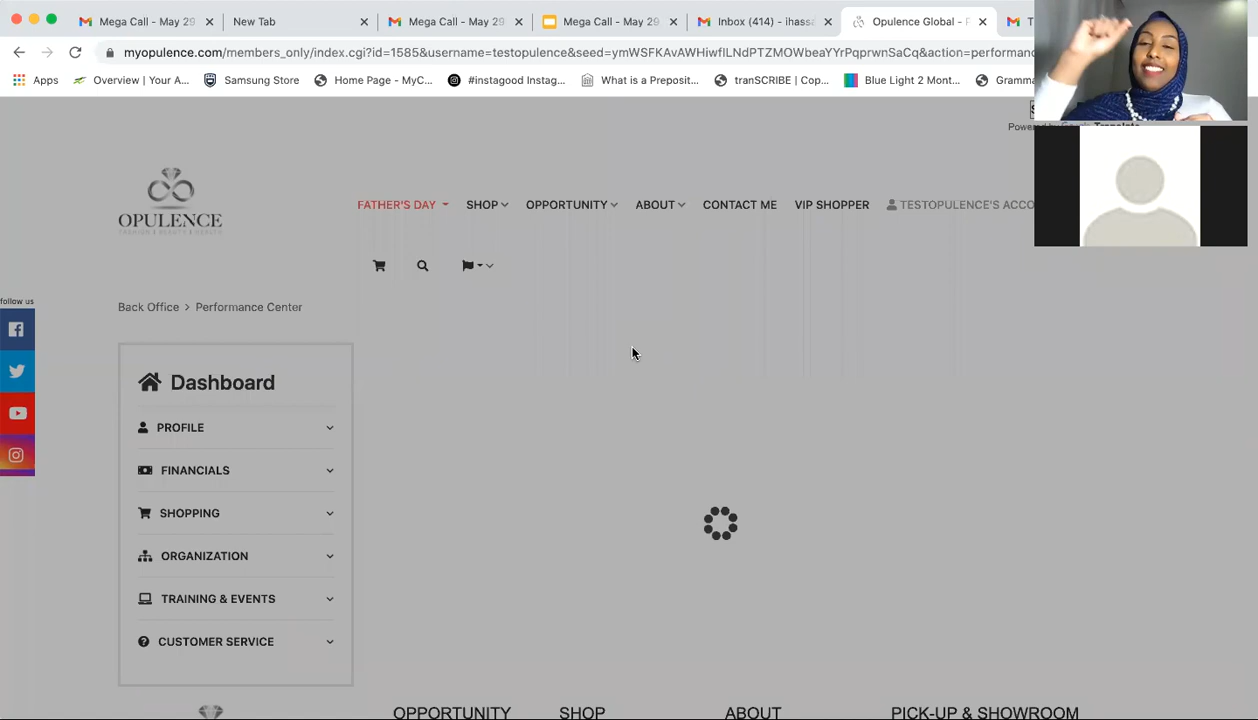 Mega Call - May 29
New Tab
Mega Call - May 29
Mega Call - May 29
Inbox (414) - ihass
Opulence Global - F
T
myopulence.com/members_only/index.cgi?id=1585&username=testopulence&seed=ymWSFKAvAWHiwflLNdPTZMOWbeaYYrPqprwnSaCq&action=performan
Apps
Overview | Your A...
Samsung Store
Home Page - MyC...
#instagood Instag...
What is a Preposit...
tranSCRIBE | Cop...
Blue Light 2 Mont...
Gramma
Powered by
OPULENCE
FATHER'S DAY
SHOP
OPPORTUNITY
ABOUT
CONTACT ME
VIP SHOPPER
TESTOPULENCE'S ACCO
Back Office > Performance Center
follow us
Dashboard
PROFILE
FINANCIALS
SHOPPING
ORGANIZATION
TRAINING & EVENTS
CUSTOMER SERVICE
OPPORTUNITY
SHOP
ABOUT
PICK-UP & SHOWROOM